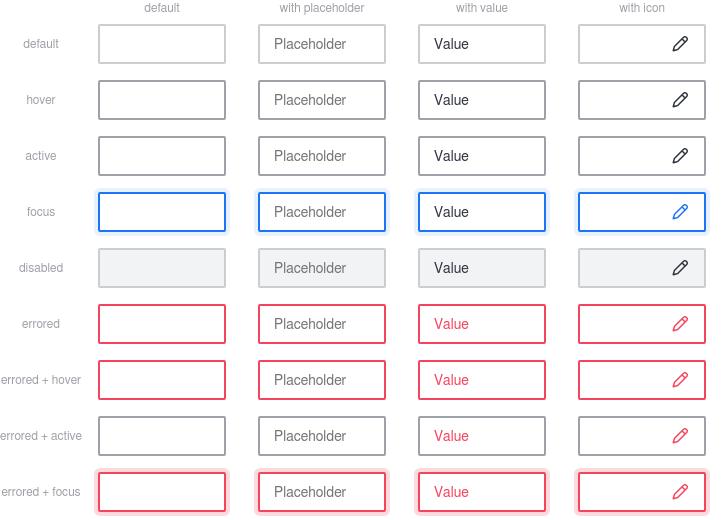 default with placeholder with value with icon
default Placeholder Value
hover Placeholder Value
active Placeholder Value
focus Placeholder Value
disabled Placeholder Value
errored Placeholder Value
errored + hover Placeholder Value
errored + active Placeholder Value
errored + focus Placeholder Value